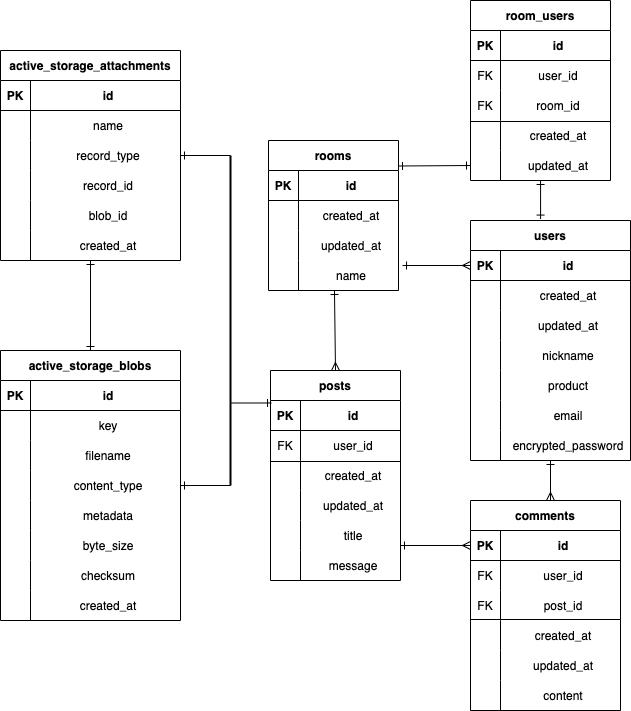 room_users
PK id
FK user_id
FK room_id
created_at
updated_at
active_storage_attachments
PK id
name
record_type
record_id
blob_id
created_at
rooms
PK id
created_at
updated_at
name
users
PK id
created_at
updated_at
nickname
product
email
encrypted_password
active_storage_blobs
PK id
key
filename
content_type
metadata
byte_size
checksum
created_at
posts
PK id
FK user_id
created_at
updated_at
title
message
comments
PK id
FK user_id
FK post_id
created_at
updated_at
content